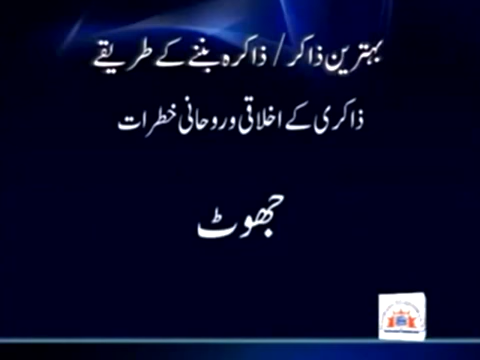 بہترین ذاکر / ذاکرہ بننے کے طریقے
ذاکری کے اخلاقی و روحانی خطرات
جھوٹ